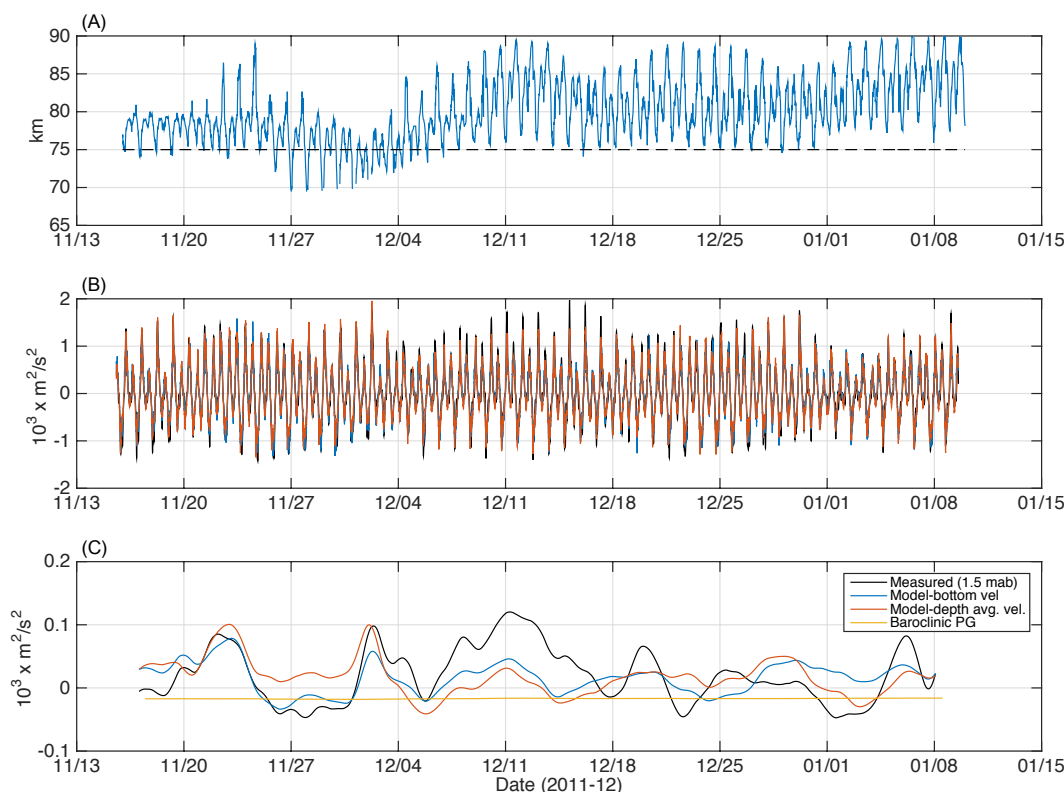 (A)
90
85
80
75
70
65
km
11/13 11/20 11/27 12/04 12/11 12/18 12/25 01/01 01/08 01/15
(B)
2
1
0
-1
-2
10³ x m²/s²
11/13 11/20 11/27 12/04 12/11 12/18 12/25 01/01 01/08 01/15
(C)
0.2
0.1
0
-0.1
10³ x m²/s²
Measured (1.5 mab)
Model-bottom vel
Model-depth avg. vel.
Baroclinic PG
11/13 11/20 11/27 12/04 12/11 12/18 12/25 01/01 01/08 01/15
Date (2011-12)